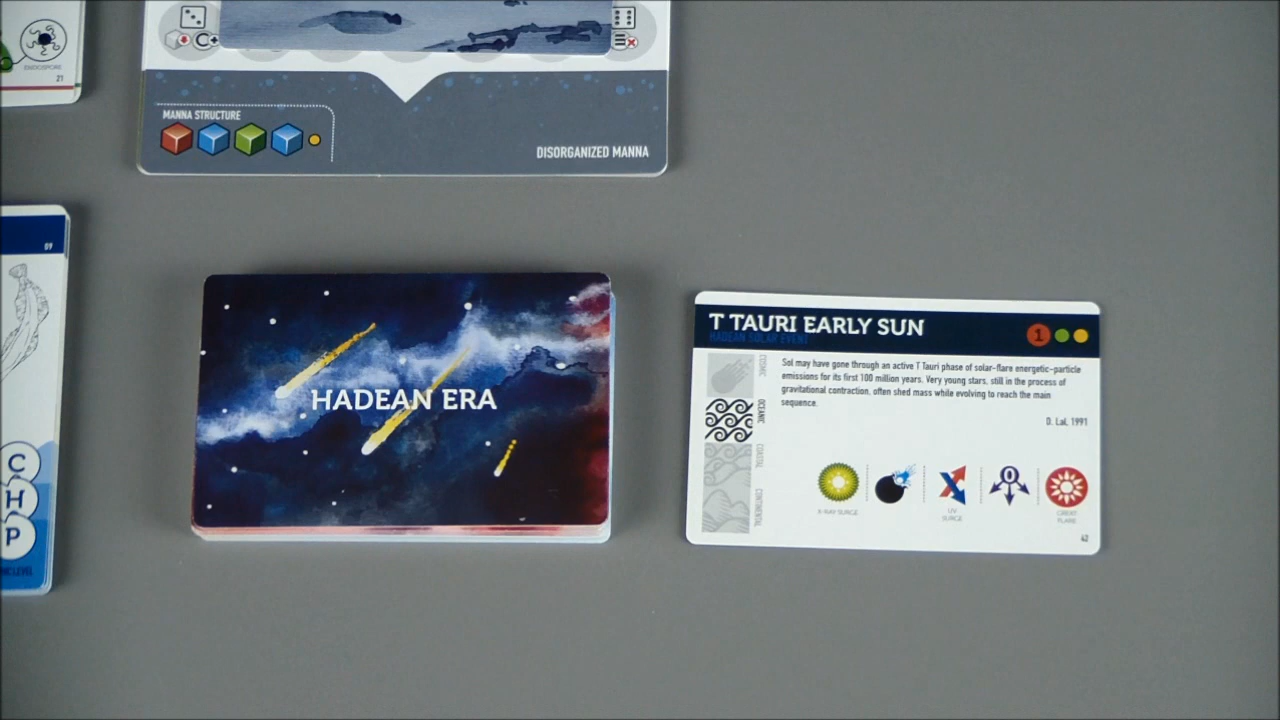 ENDOSPORE
21
MANNA STRUCTURE
DISORGANIZED MANNA
09
C
H
P
HADEAN ERA
T TAURI EARLY SUN
1
HADEAN SOLAR EVENT
COSMIC
OCEANIC
COASTAL
CONTINENTAL
Sol may have gone through an active T Tauri phase of solar-flare energetic-particle
emissions for its first 100 million years. Very young stars, still in the process of
gravitational contraction, often shed mass while evolving to reach the main
sequence.
D. Lal, 1991
0
X-RAY SURGE
UV
SURGE
GREAT
FLARE